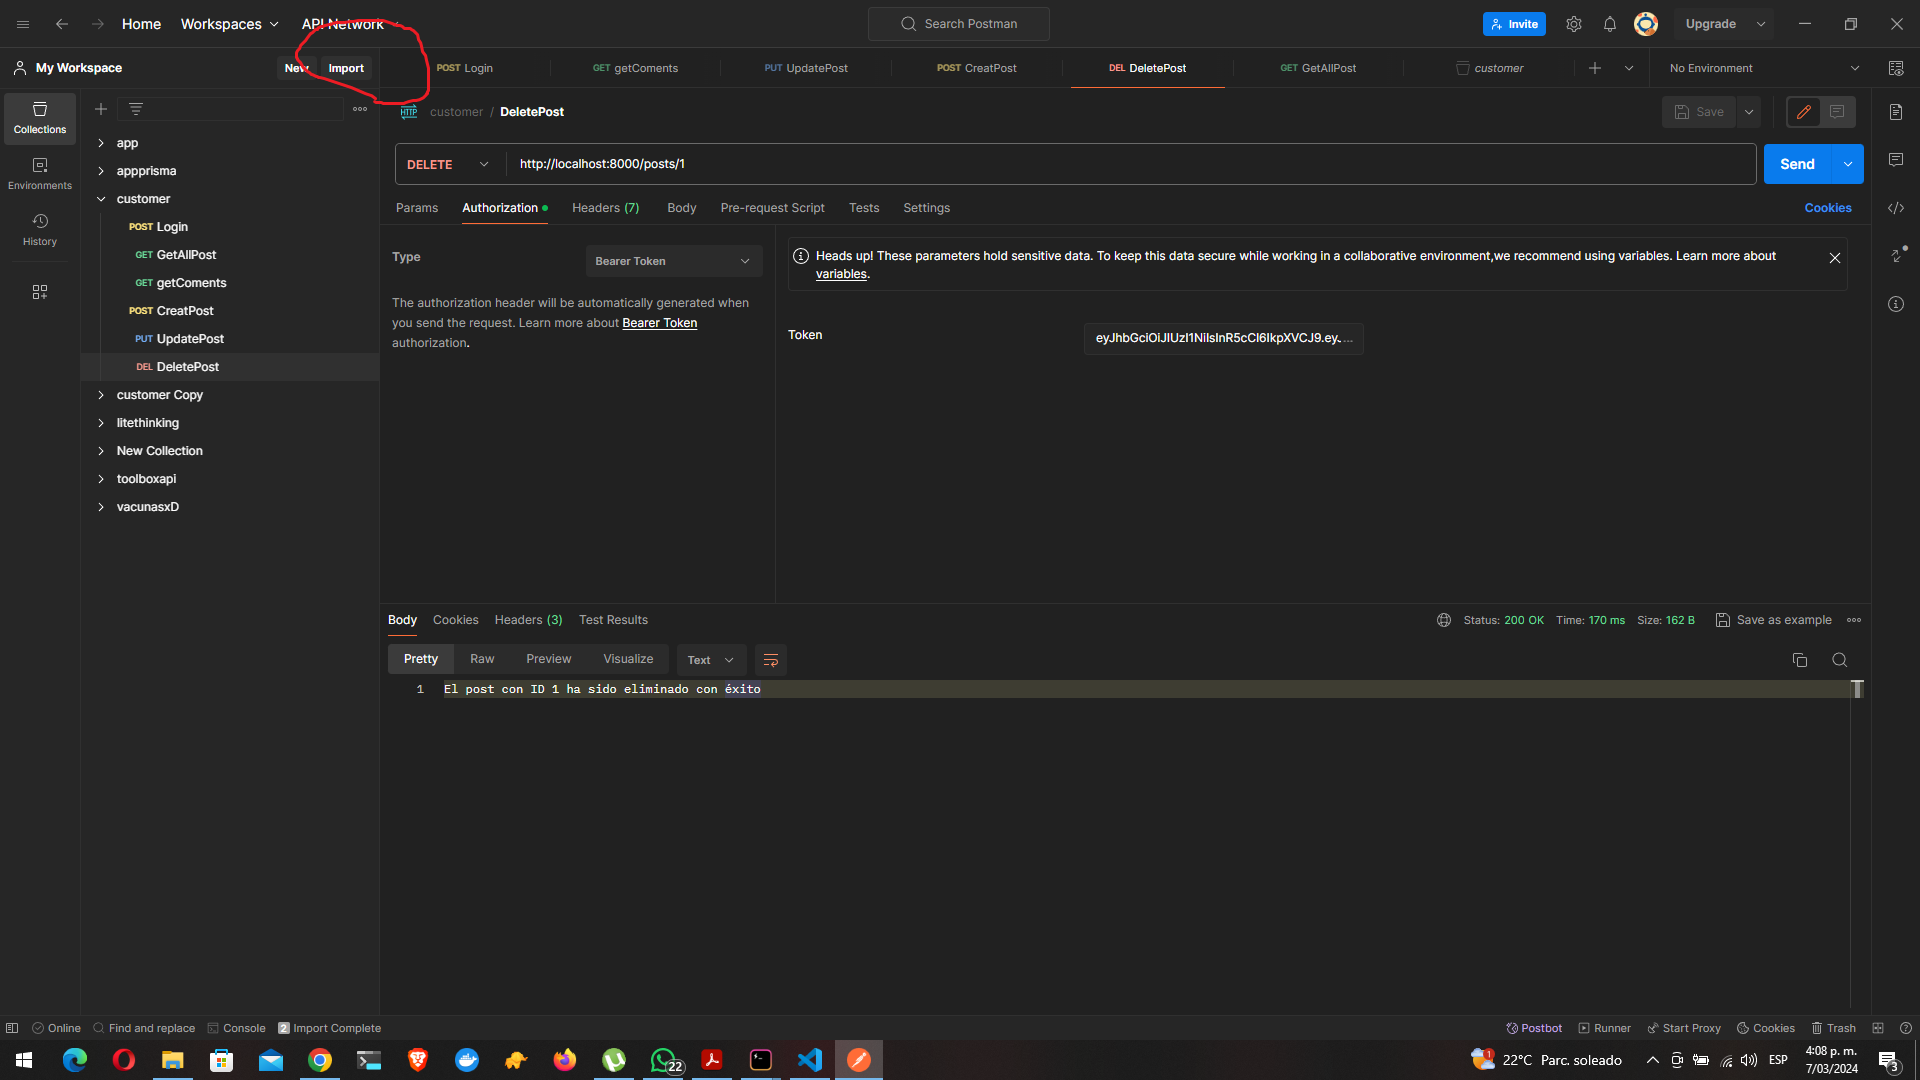 Home Workspaces API Network Search Postman Invite Upgrade
My Workspace New Import POST Login GET getComents PUT UpdatePost POST CreatPost DEL DeletePost GET GetAllPost customer No Environment
HTTP customer / DeletePost Save
Collections
Environments
History
app
appprisma
customer
POST Login
GET GetAllPost
GET getComents
POST CreatPost
PUT UpdatePost
DEL DeletePost
customer Copy
litethinking
New Collection
toolboxapi
vacunasxD
DELETE http://localhost:8000/posts/1 Send
Params Authorization Headers (7) Body Pre-request Script Tests Settings Cookies
Type Bearer Token
The authorization header will be automatically generated when
you send the request. Learn more about Bearer Token
authorization.
Heads up! These parameters hold sensitive data. To keep this data secure while working in a collaborative environment,we recommend using variables. Learn more about
variables.
Token eyJhbGciOiJIUzI1NiIsInR5cCI6IkpXVCJ9.ey. ...
Body Cookies Headers (3) Test Results Status: 200 OK Time: 170 ms Size: 162 B Save as example
Pretty Raw Preview Visualize Text
1 El post con ID 1 ha sido eliminado con éxito
Online Find and replace Console 2 Import Complete Postbot Runner Start Proxy Cookies Trash
22 1 22°C Parc. soleado ESP 4:08 p. m. 3
7/03/2024